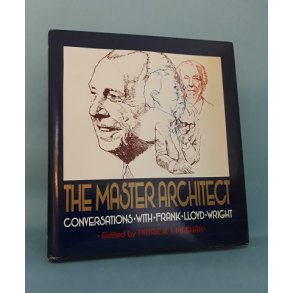 THE MASTER ARCHITECT
CONVERSATIONS•WITH•FRANK•LLOYD•WRIGHT
• Edited by PATRICK J. MEEHAN •